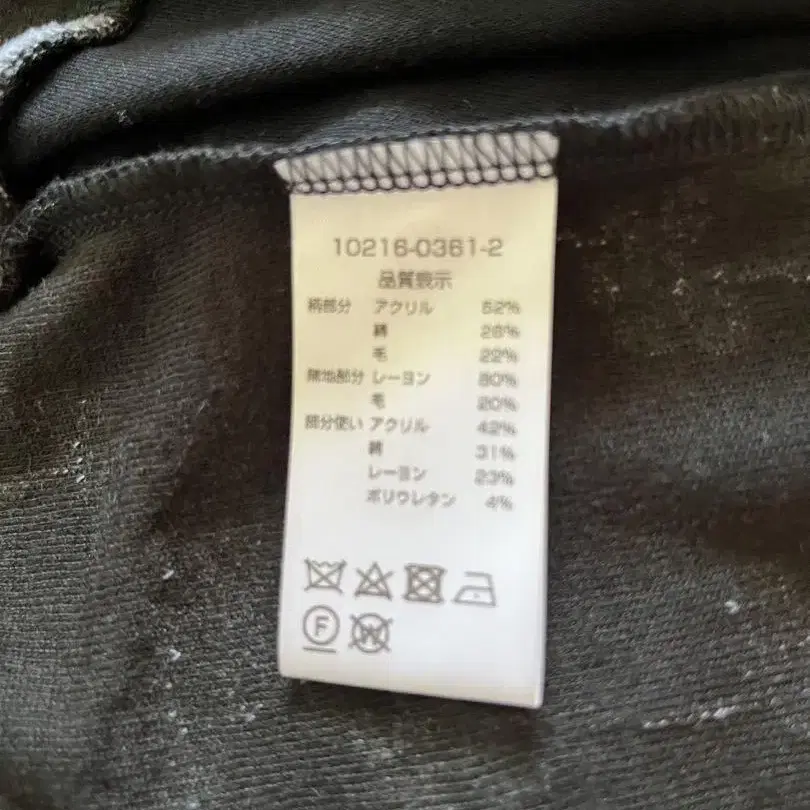 10216-0361-2
品質表示
柄部分 アクリル 52%
綿 26%
毛 22%
無地部分 レーヨン 80%
毛 20%
部分使い アクリル 42%
綿 31%
レーヨン 23%
ポリウレタン 4%
F
W